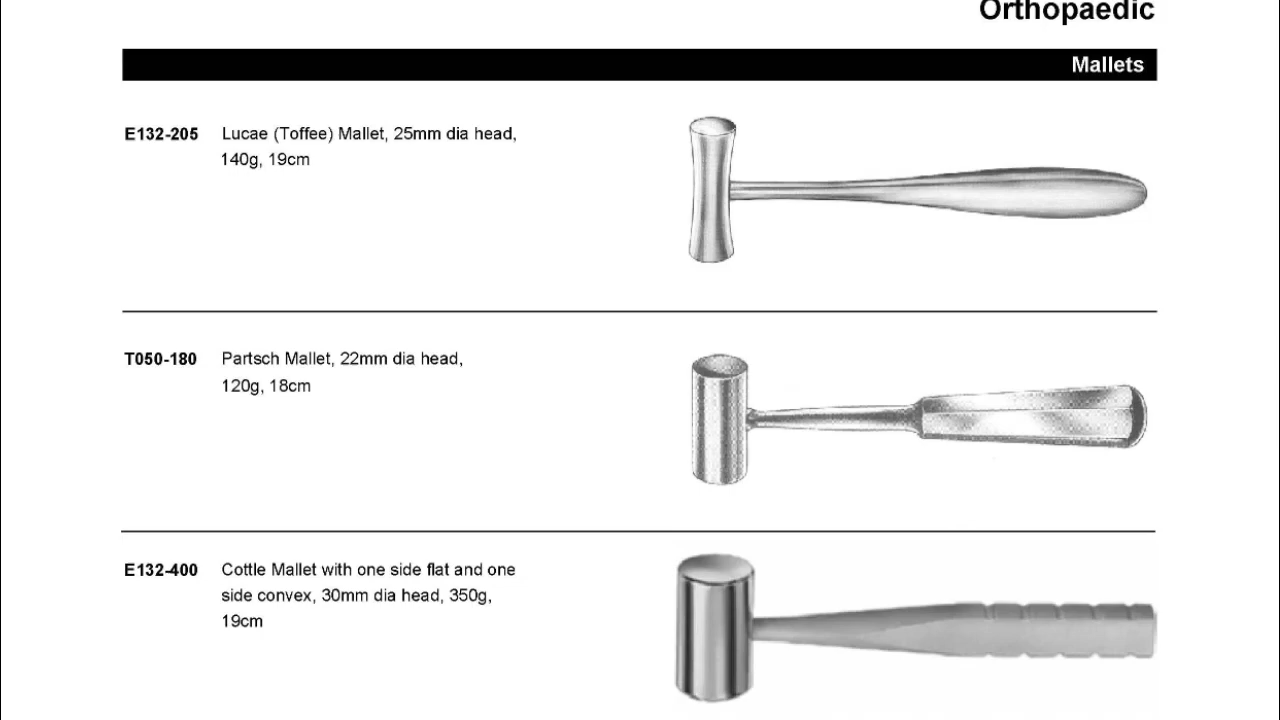 Orthopaedic
Mallets
E132-205 Lucae (Toffee) Mallet, 25mm dia head,
140g, 19cm
T050-180 Partsch Mallet, 22mm dia head,
120g, 18cm
E132-400 Cottle Mallet with one side flat and one
side convex, 30mm dia head, 350g,
19cm